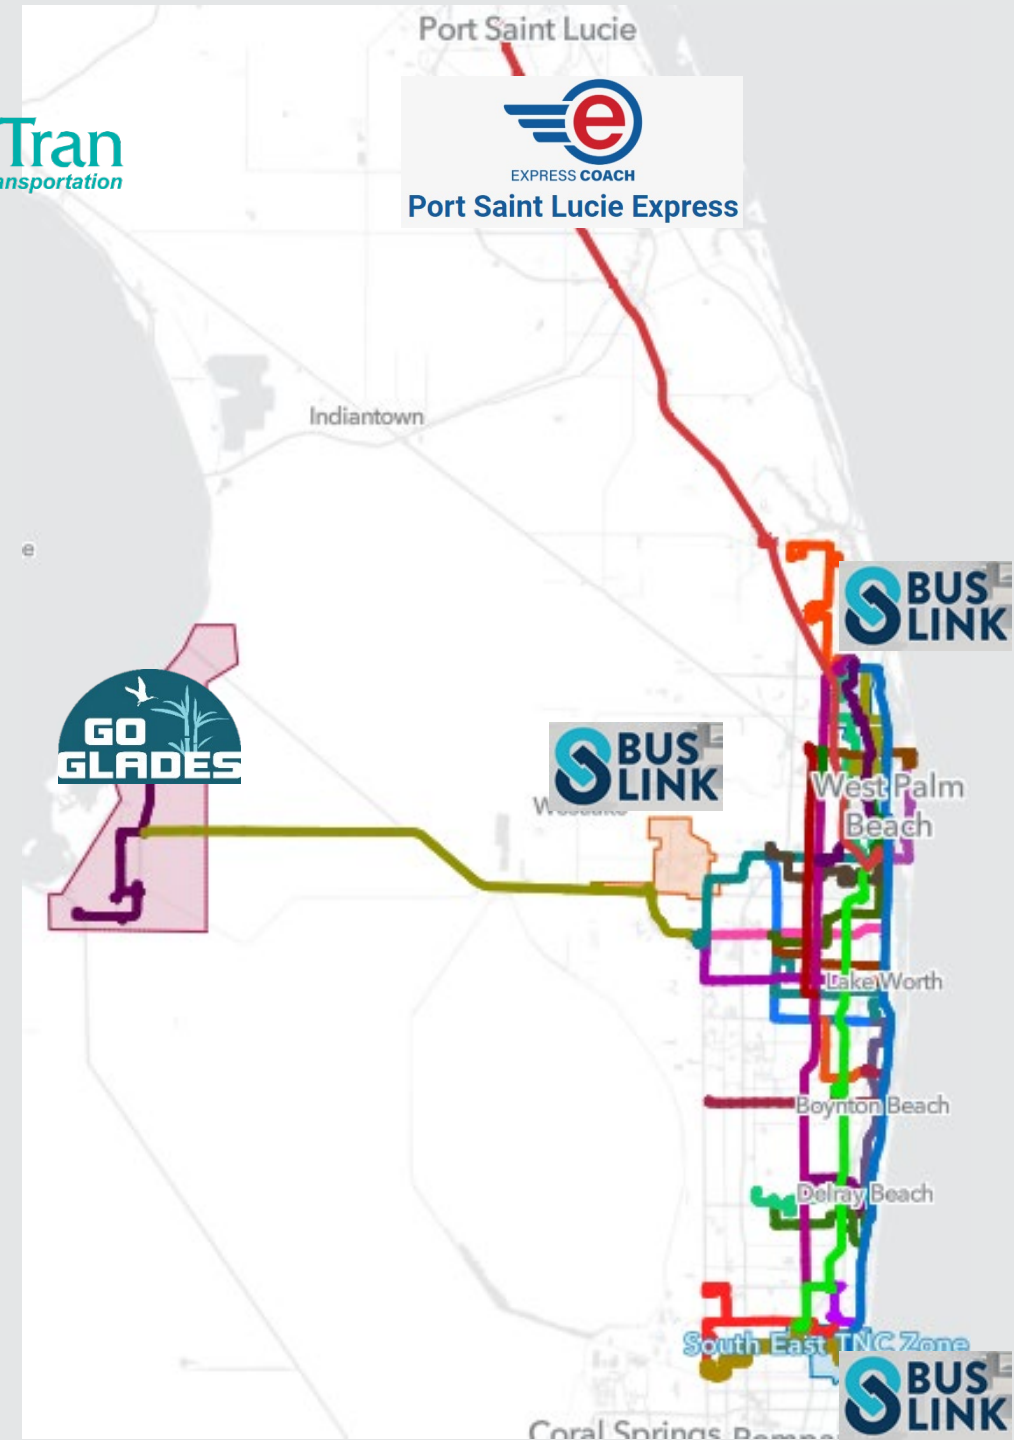 Port Saint Lucie
Tran
ansportation
e
EXPRESS COACH
Port Saint Lucie Express
Indiantown
e
BUS
LINK
GO
GLADES
BUS
LINK
West Palm
Beach
Lake Worth
Boynton Beach
Delray Beach
South East TNC Zone
BUS
LINK
Coral Springs